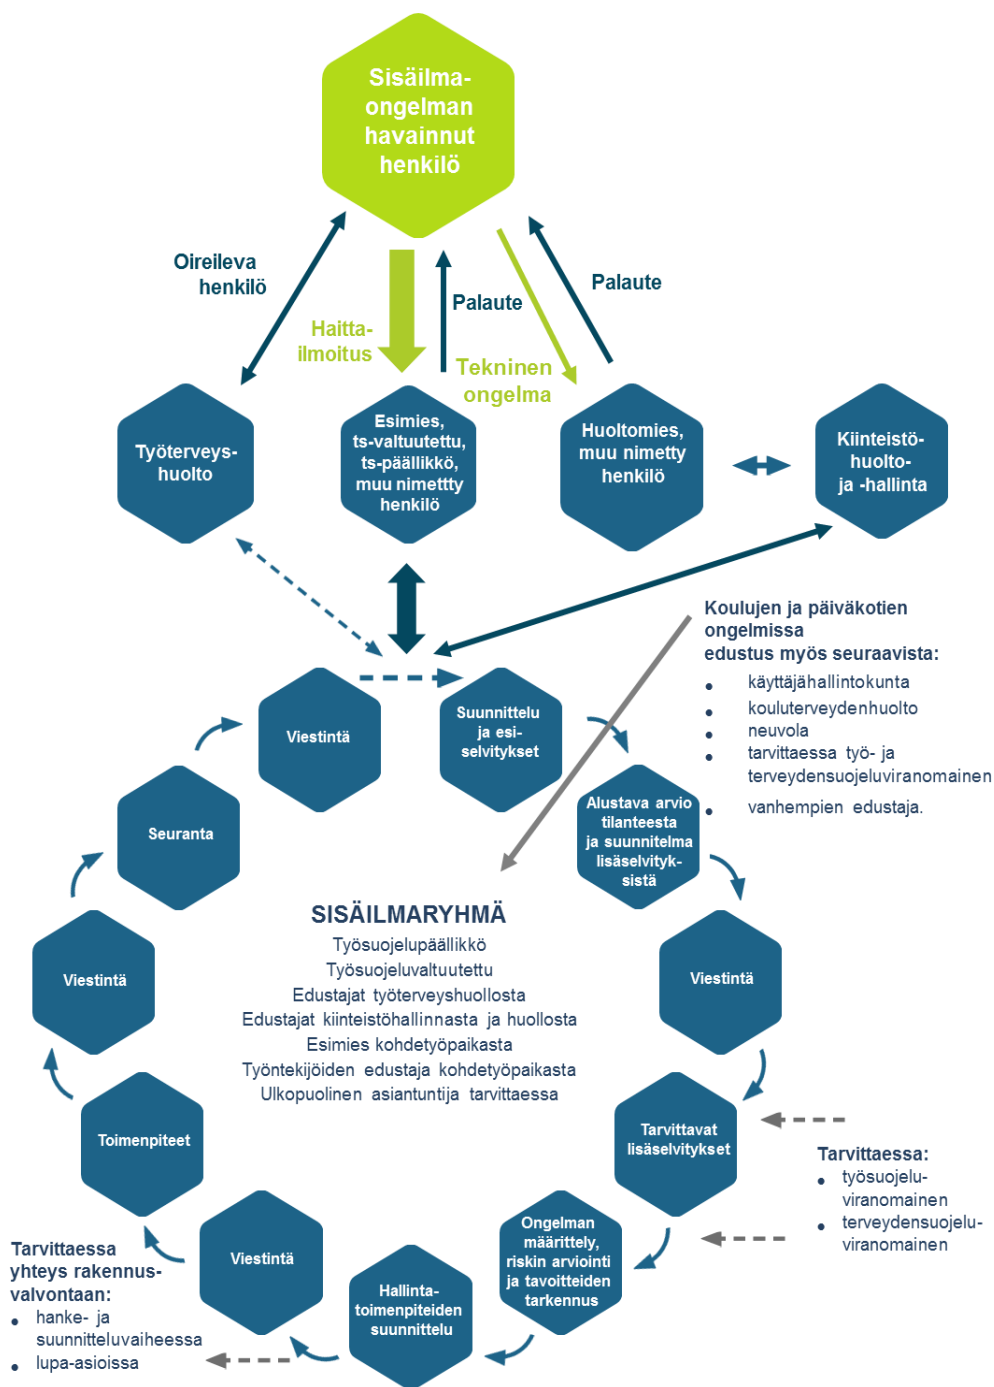 Sisäilma-
ongelman
havainnut
henkilö
Oireileva
henkilö
Haitta-
ilmoitus
Palaute
Tekninen
ongelma
Palaute
Työterveys-
huolto
Esimies,
ts-valtuutettu,
ts-päällikkö,
muu nimettty
henkilö
Huoltomies,
muu nimetty
henkilö
Kiinteistö-
huolto-
ja -hallinta
Koulujen ja päiväkotien
ongelmissa
edustus myös seuraavista:
• käyttäjähallintokunta
• kouluterveydenhuolto
• neuvola
• tarvittaessa työ- ja
terveydensuojeluviranomainen
• vanhempien edustaja.
Viestintä
Suunnittelu
ja esi-
selvitykset
Alustava arvio
tilanteesta
ja suunnitelma
lisäselvityk-
sistä
Viestintä
Tarvittavat
lisäselvitykset
Tarvittaessa:
• työsuojelu-
viranomainen
• terveydensuojelu-
viranomainen
Ongelman
määrittely,
riskin arviointi
ja tavoitteiden
tarkennus
Hallinta-
toimenpiteiden
suunnittelu
Viestintä
Tarvittaessa
yhteys rakennus-
valvontaan:
• hanke- ja
suunnitteluvaiheessa
• lupa-asioissa
Toimenpiteet
Viestintä
Seuranta
SISÄILMARYHMÄ
Työsuojelupäällikkö
Työsuojeluvaltuutettu
Edustajat työterveyshuollosta
Edustajat kiinteistöhallinnasta ja huollosta
Esimies kohdetyöpaikasta
Työntekijöiden edustaja kohdetyöpaikasta
Ulkopuolinen asiantuntija tarvittaessa